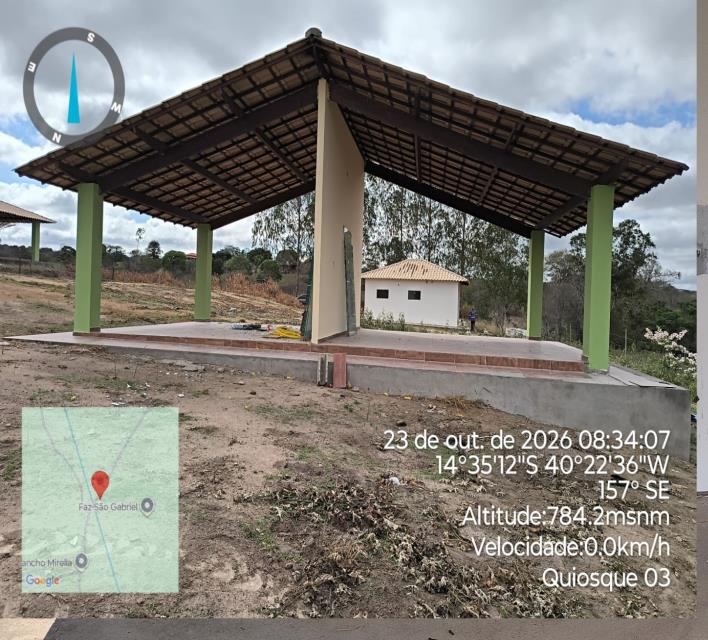 S
E
W
N
23 de out. de 2026 08:34:07
14°35'12"S 40°22'36"W
157° SE
Altitude:784.2msnm
Velocidade:0.0km/h
Quiosque 03
Faz-São Gabriel
ancho Mirella
Google